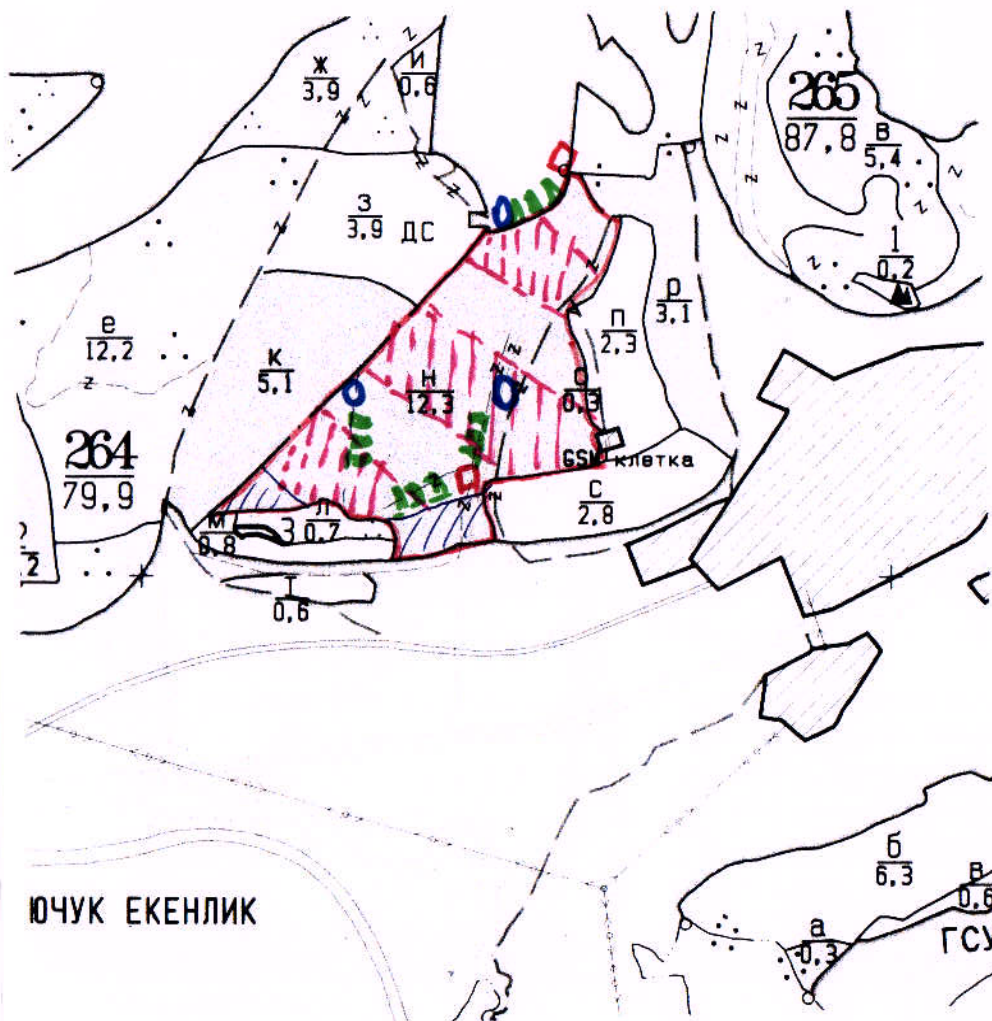 ж
3,9
и
0,6
265
87,8
в
5,4
з
3,9
ДС
1
0,2
е
12,2
п
2,3
р
3,1
к
5,1
н
12,3
о
0,3
264
79,9
GSM клетка
л
0,7
З
м
0,8
с
2,8
т
0,6
б
6,3
в
0,6
ЮЧУК ЕКЕНЛИК
а
0,3
ГСУ